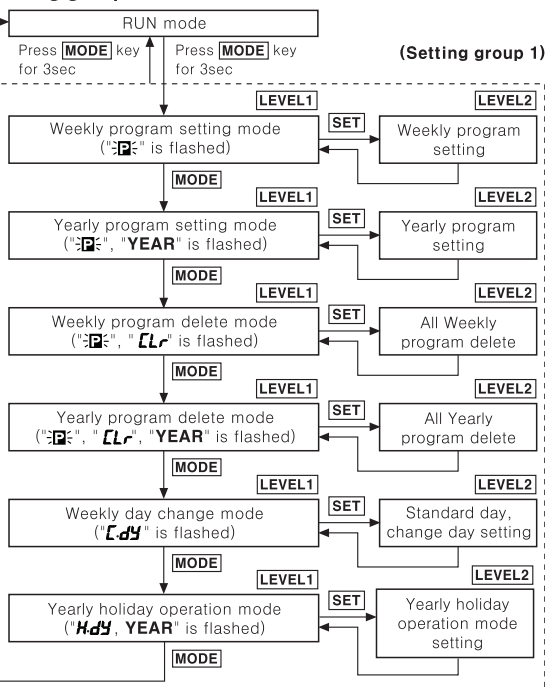 RUN mode
Press MODE key for 3sec
Press MODE key for 3sec
(Setting group 1)
LEVEL1
LEVEL2
Weekly program setting mode
("P" is flashed)
SET
Weekly program
setting
MODE
LEVEL1
LEVEL2
Yearly program setting mode
("P", "YEAR" is flashed)
SET
Yearly program
setting
MODE
LEVEL1
LEVEL2
Weekly program delete mode
("P", "CLr" is flashed)
SET
All Weekly
program delete
MODE
LEVEL1
LEVEL2
Yearly program delete mode
("P", "CLr", "YEAR" is flashed)
SET
All Yearly
program delete
MODE
LEVEL1
LEVEL2
Weekly day change mode
("C.dY" is flashed)
SET
Standard day,
change day setting
MODE
LEVEL1
LEVEL2
Yearly holiday operation mode
("H.dY, YEAR" is flashed)
SET
Yearly holiday
operation mode
setting
MODE